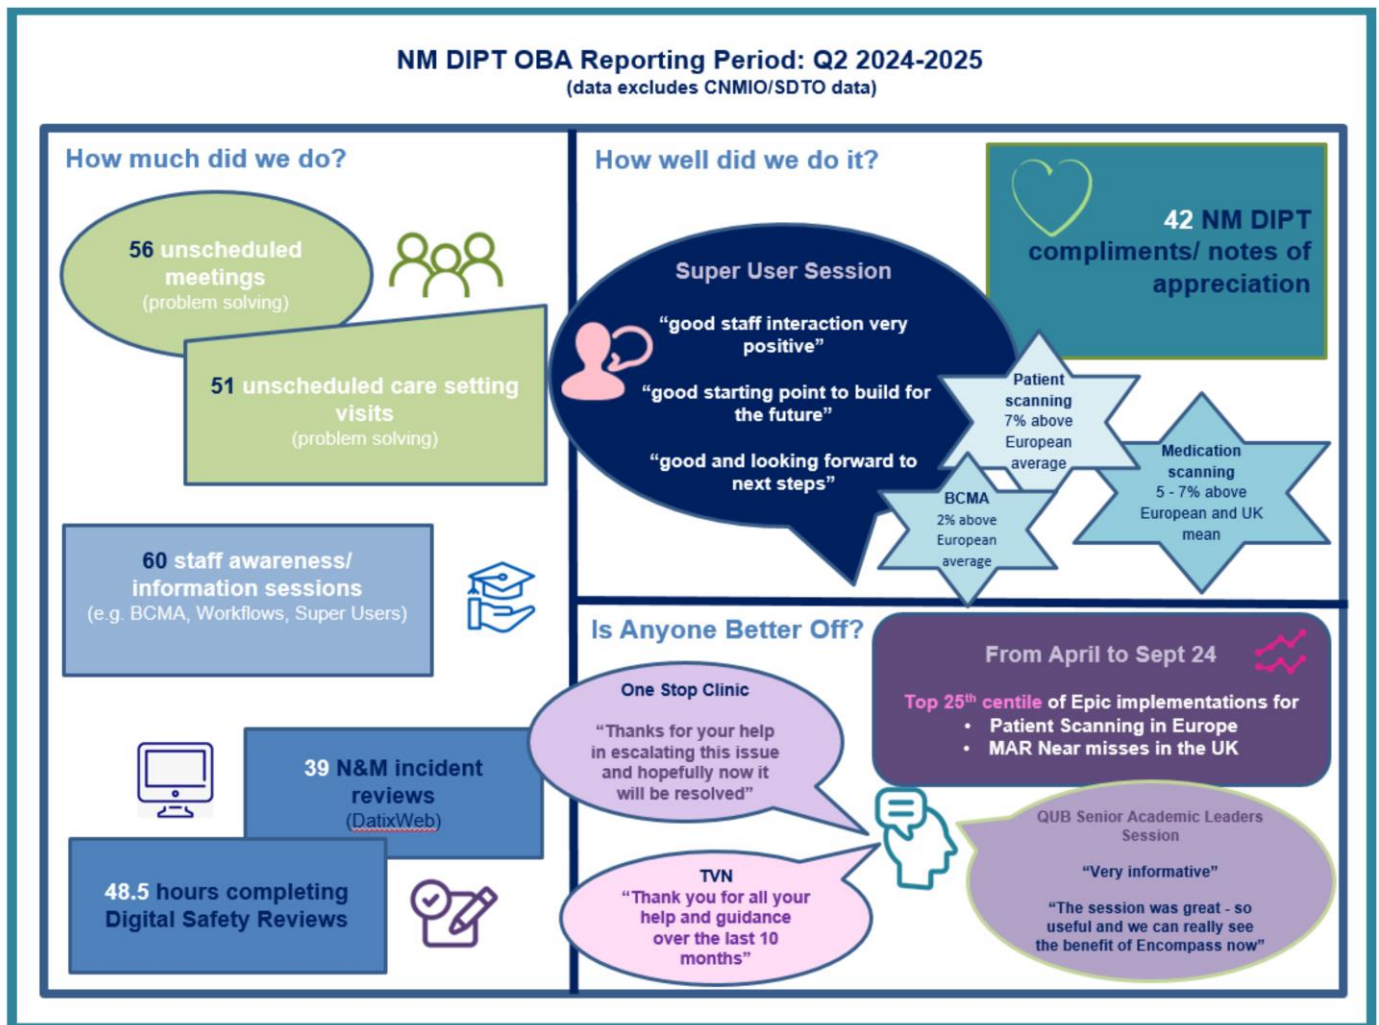 NM DIPT OBA Reporting Period: Q2 2024-2025
(data excludes CNMIO/SDTO data)
How much did we do?
56 unscheduled
meetings
(problem solving)
51 unscheduled care setting
visits
(problem solving)
60 staff awareness/
information sessions
(e.g. BCMA, Workflows, Super Users)
39 N&M incident
reviews
(DatixWeb)
48.5 hours completing
Digital Safety Reviews
How well did we do it?
Super User Session
“good staff interaction very
positive”
“good starting point to build for
the future”
“good and looking forward to
next steps”
42 NM DIPT
compliments/ notes of
appreciation
Patient
scanning
7% above
European
average
Medication
scanning
5 - 7% above
European and UK
mean
BCMA
2% above
European
average
Is Anyone Better Off?
From April to Sept 24
Top 25th centile of Epic implementations for
• Patient Scanning in Europe
• MAR Near misses in the UK
One Stop Clinic
“Thanks for your help
in escalating this issue
and hopefully now it
will be resolved”
TVN
“Thank you for all your
help and guidance
over the last 10
months”
QUB Senior Academic Leaders
Session
“Very informative”
“The session was great - so
useful and we can really see
the benefit of Encompass now”